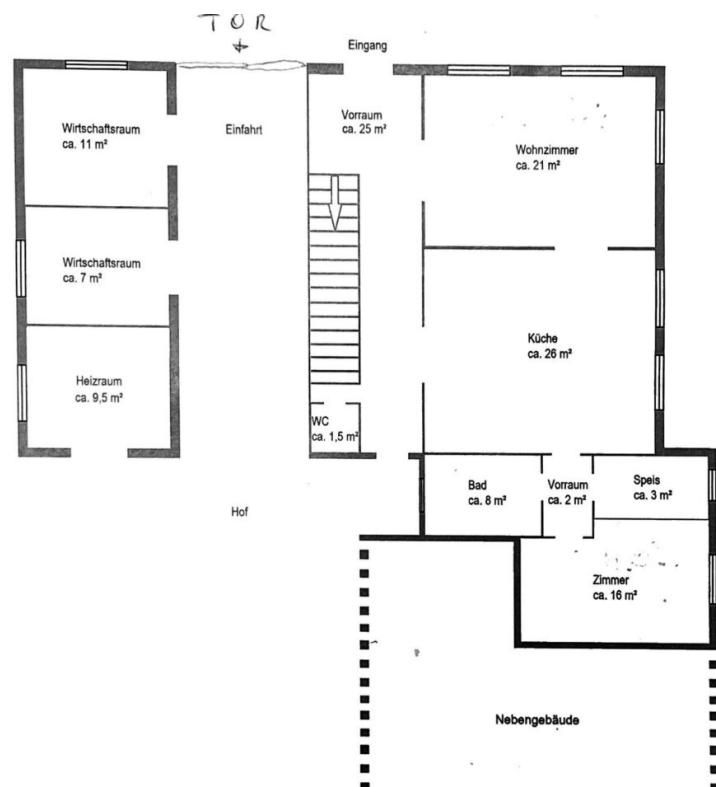 TOR
Eingang
Wirtschaftsraum
ca. 11 m²
Einfahrt
Vorraum
ca. 25 m²
Wohnzimmer
ca. 21 m²
Wirtschaftsraum
ca. 7 m²
Küche
ca. 26 m²
Heizraum
ca. 9,5 m²
WC
ca. 1,5 m²
Hof
Bad
ca. 8 m²
Vorraum
ca. 2 m²
Speis
ca. 3 m²
Zimmer
ca. 16 m²
Nebengebäude